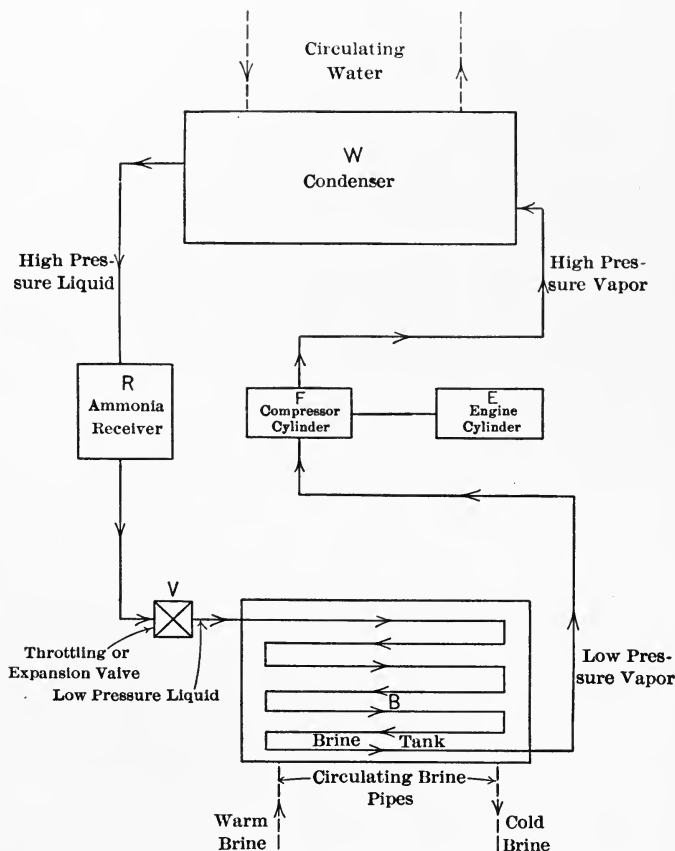 Circulating
Water
W
Condenser
High Pres-
sure Liquid
High Pres-
sure Vapor
R
Ammonia
Receiver
F
Compressor
Cylinder
E
Engine
Cylinder
V
Throttling or
Expansion Valve
Low Pressure Liquid
B
Brine Tank
Low Pres-
sure Vapor
Circulating Brine
Pipes
Warm
Brine
Cold
Brine